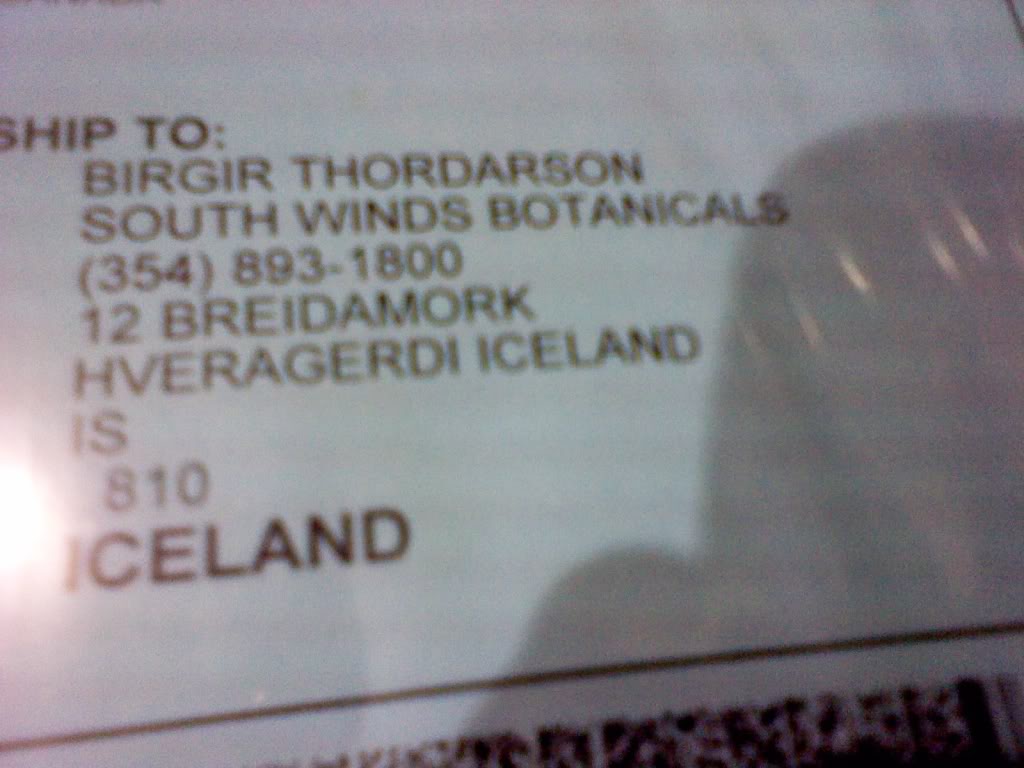 SHIP TO:
BIRGIR THORDARSON
SOUTH WINDS BOTANICALS
(354) 893-1800
12 BREIDAMORK
HVERAGERDI ICELAND
IS
810
ICELAND